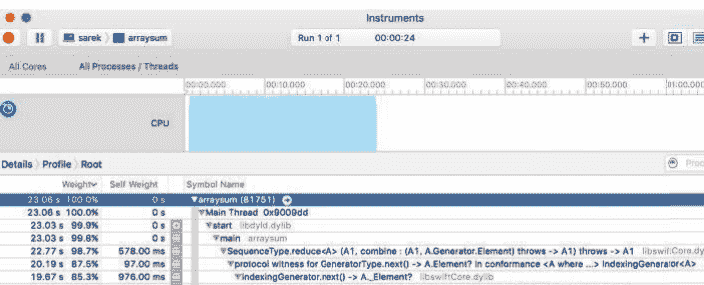 Instruments
sarek arraysum Run 1 of 1 00:00:24
All Cores All Processes / Threads
00:00.000 00:10.000 00:20.000 00:30.000 00:40.000 00:50.000 01:00.000
CPU
Details Profile Root
Weight Self Weight Symbol Name
23.06 s 100.0% 0 s arraysum (81751)
23.06 s 100.0% 0 s Main Thread 0x9009dd
23.03 s 99.9% 0 s start libdyld.dylib
23.03 s 99.8% 0 s main arraysum
22.77 s 98.7% 578.00 ms SequenceType.reduce<A> (A1, combine : (A1, A.Generator.Element) throws -> A1) throws -> A1 libswiftCore.dylib
20.19 s 87.5% 97.00 ms protocol witness for GeneratorType.next() -> A.Element? in conformance <A where ...> IndexingGenerator<A>
19.67 s 85.3% 976.00 ms IndexingGenerator.next() -> A._Element? libswiftCore.dylib